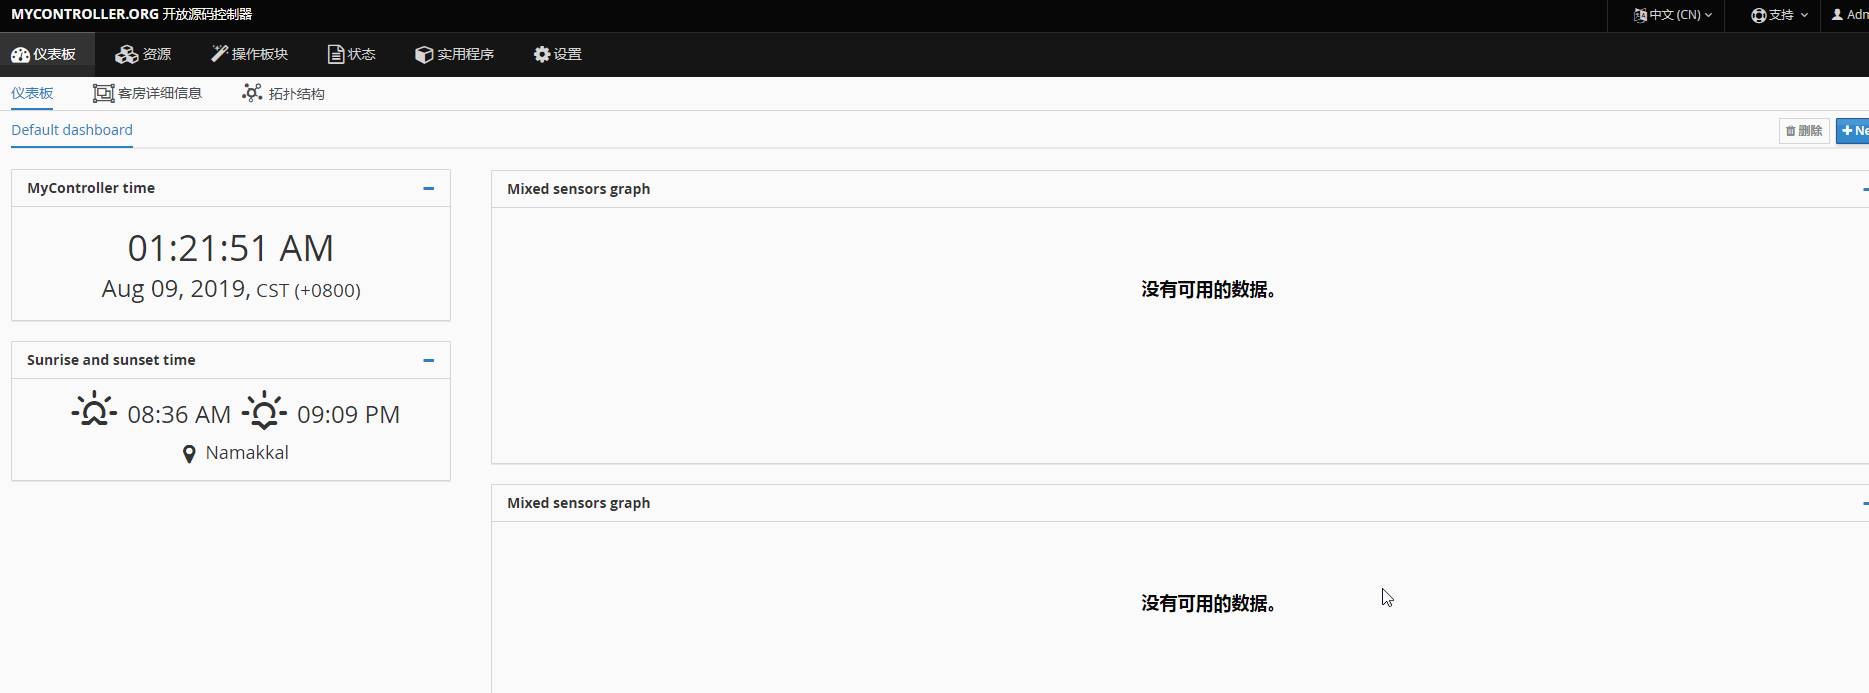 MYCONTROLLER.ORG 开放源码控制器
中文 (CN)
支持
Adm
仪表板
资源
操作板块
状态
实用程序
设置
仪表板
客房详细信息
拓扑结构
Default dashboard
删除
Ne
MyController time
01:21:51 AM
Aug 09, 2019, CST (+0800)
Sunrise and sunset time
08:36 AM 09:09 PM
Namakkal
Mixed sensors graph
没有可用的数据。
Mixed sensors graph
没有可用的数据。